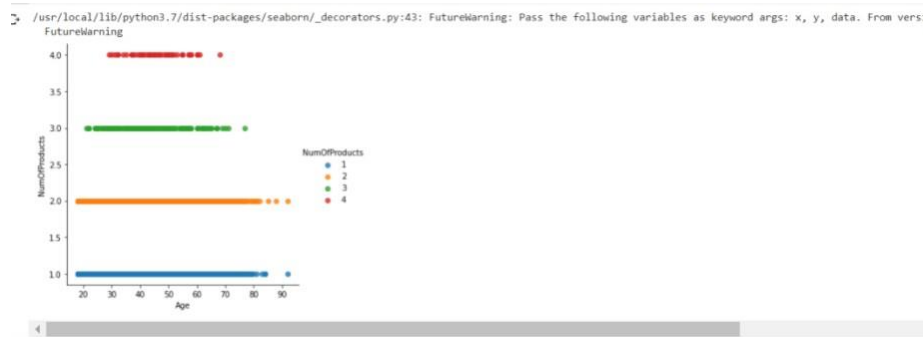 /usr/local/lib/python3.7/dist-packages/seaborn/_decorators.py:43: FutureWarning: Pass the following variables as keyword args: x, y, data. From vers
FutureWarning
4.0
3.5
3.0
2.5
2.0
1.5
1.0
NumOfProducts
20 30 40 50 60 70 80 90
Age
NumOfProducts
1
2
3
4